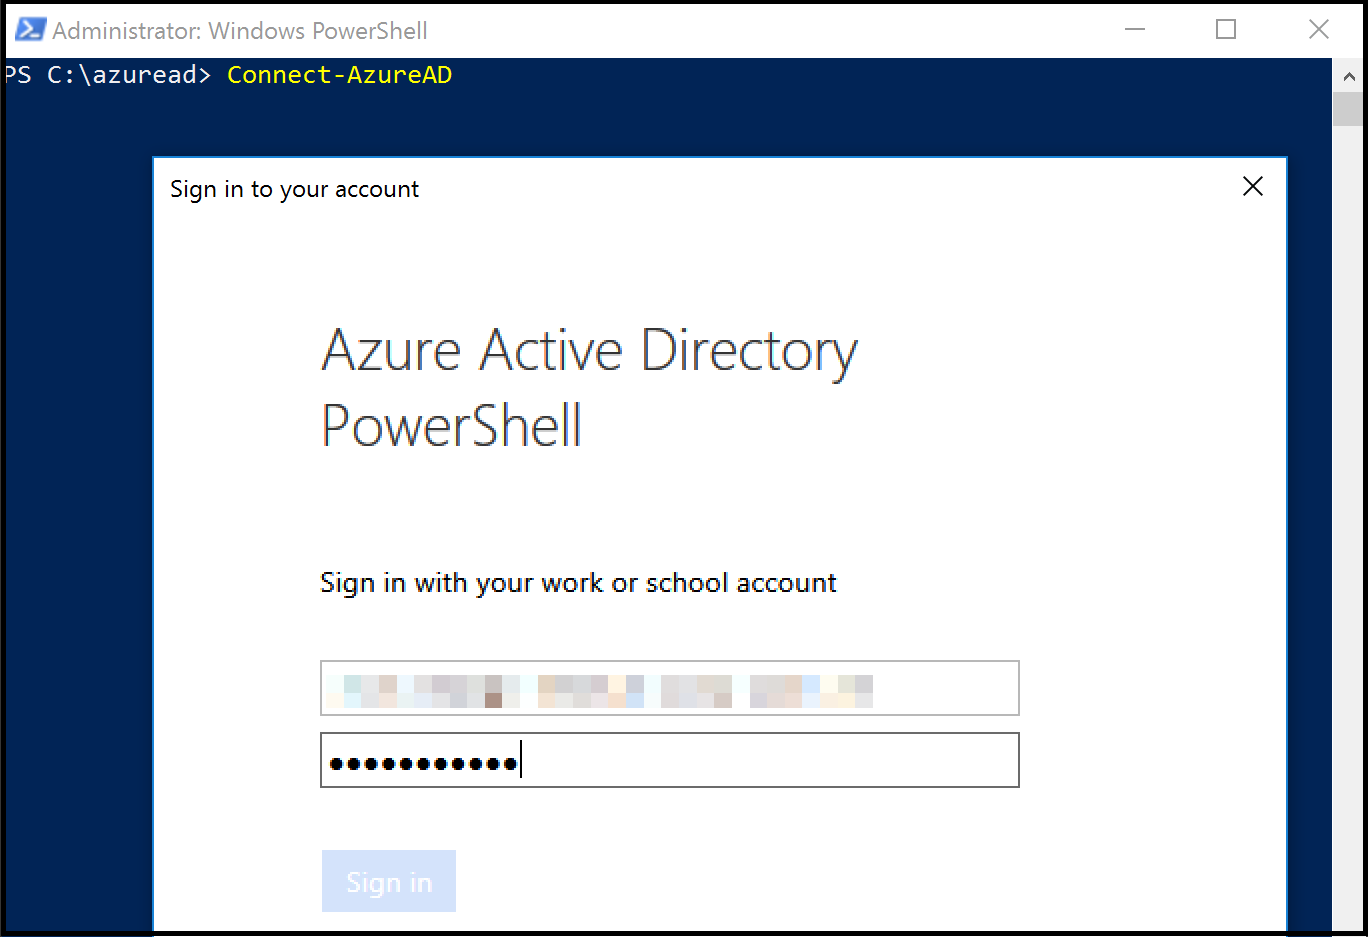 Administrator: Windows PowerShell
PS C:\azuread> Connect-AzureAD
Sign in to your account
Azure Active Directory
PowerShell
Sign in with your work or school account
●●●●●●●●●●●
Sign in